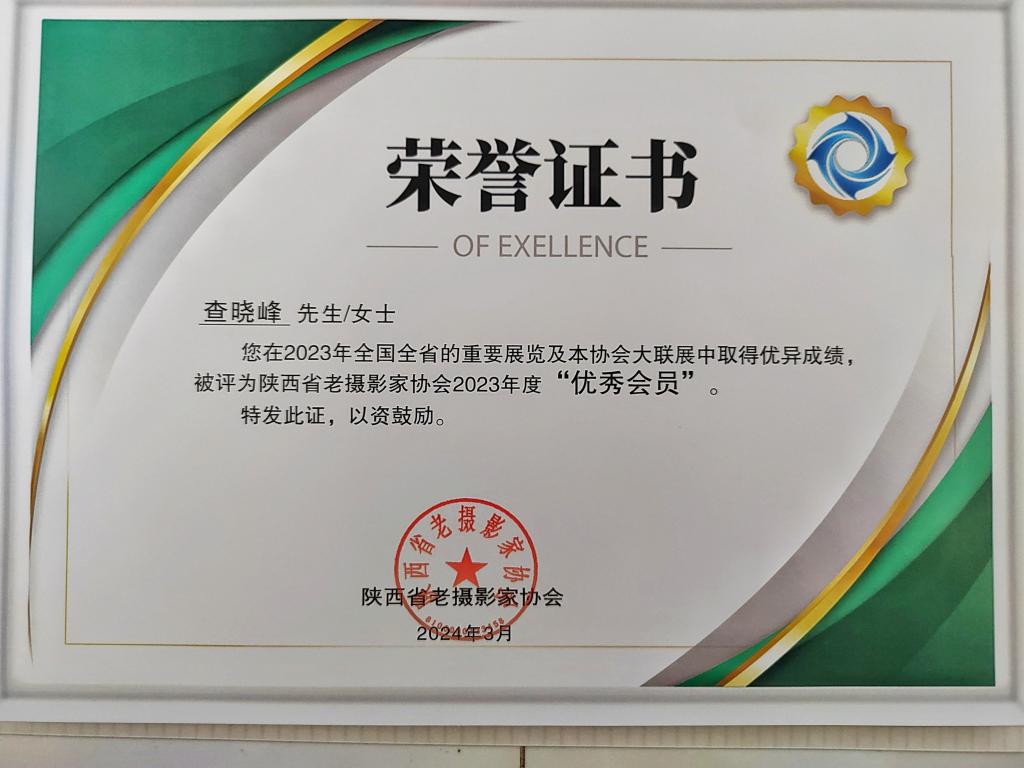 荣誉证书
OF EXELLENCE
查晓峰 先生/女士
您在2023年全国全省的重要展览及本协会大联展中取得优异成绩，
被评为陕西省老摄影家协会2023年度“优秀会员”。
特发此证，以资鼓励。
陕西省老摄影家协会
陕西省老摄影家协会
2024年3月